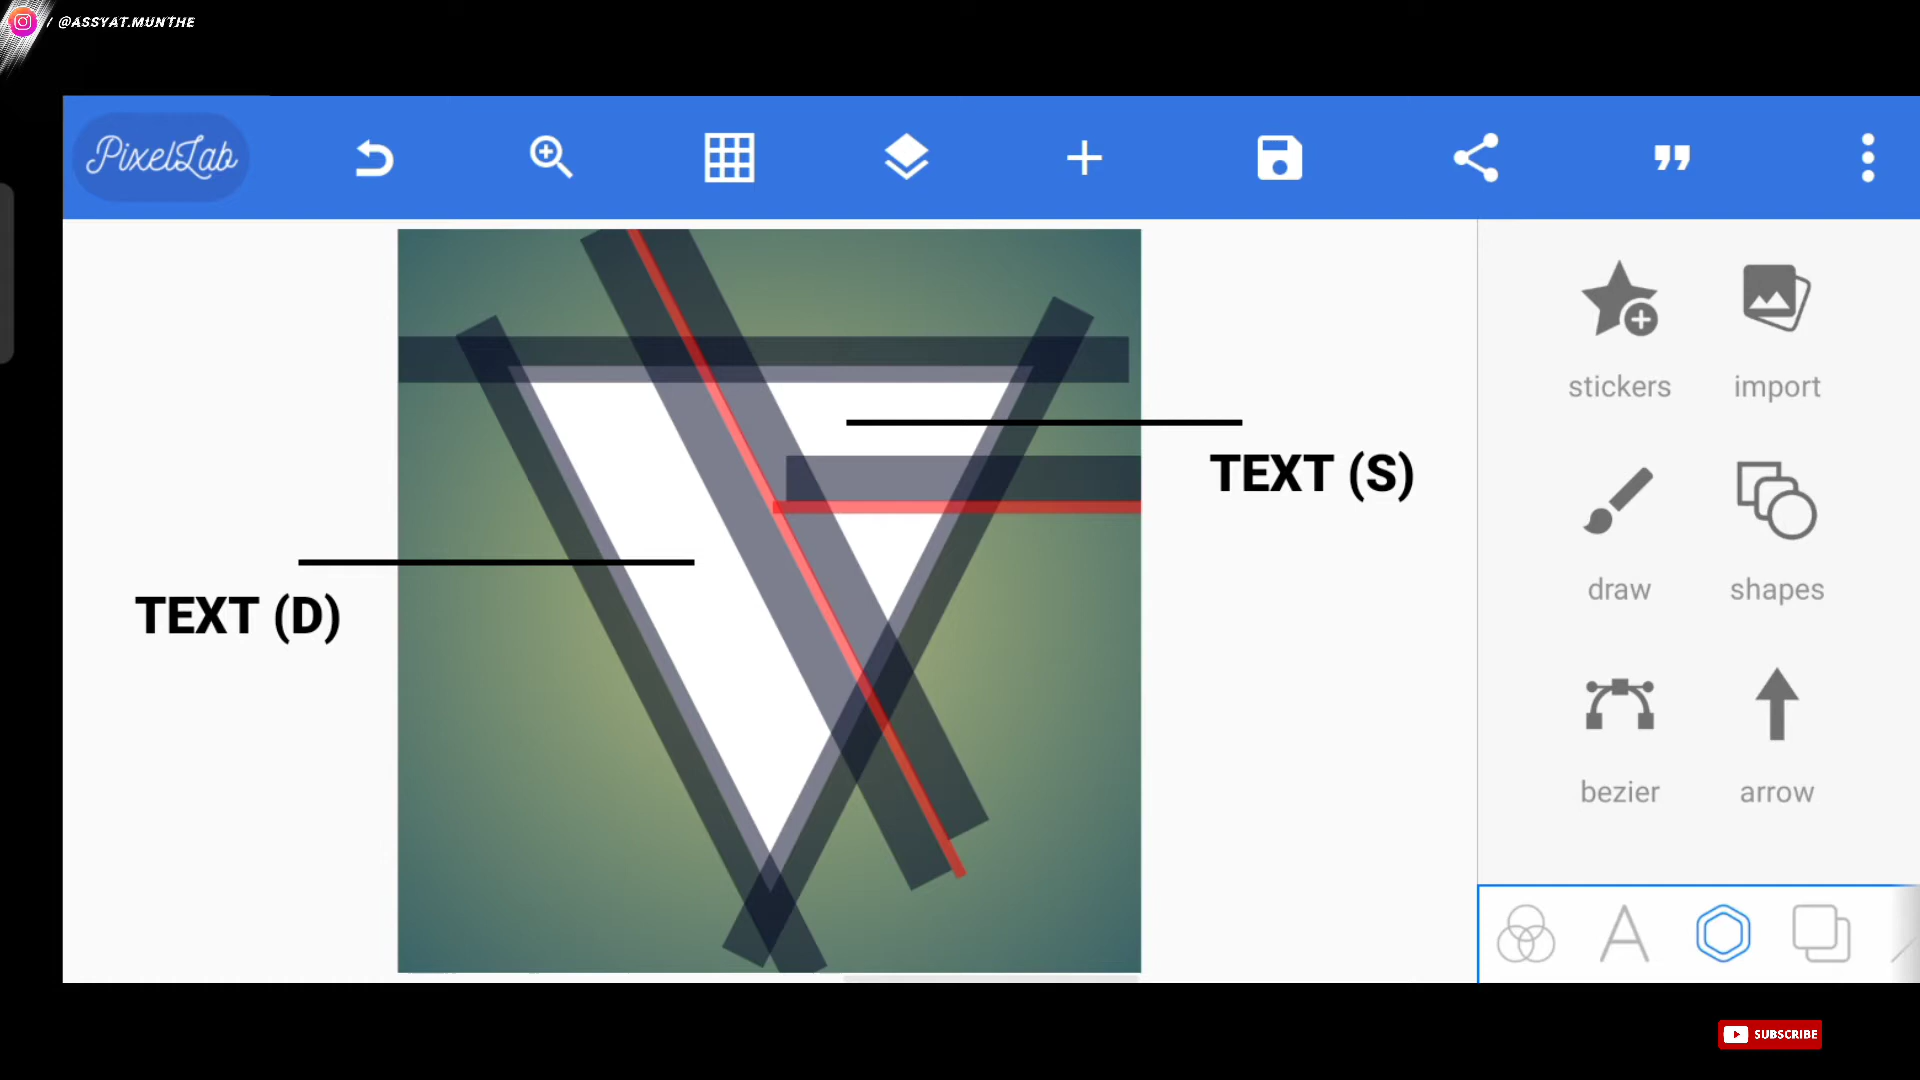 / @ASSYAT.MUNTHE
PixelLab
stickers
import
TEXT (S)
draw
shapes
TEXT (D)
bezier
arrow
SUBSCRIBE